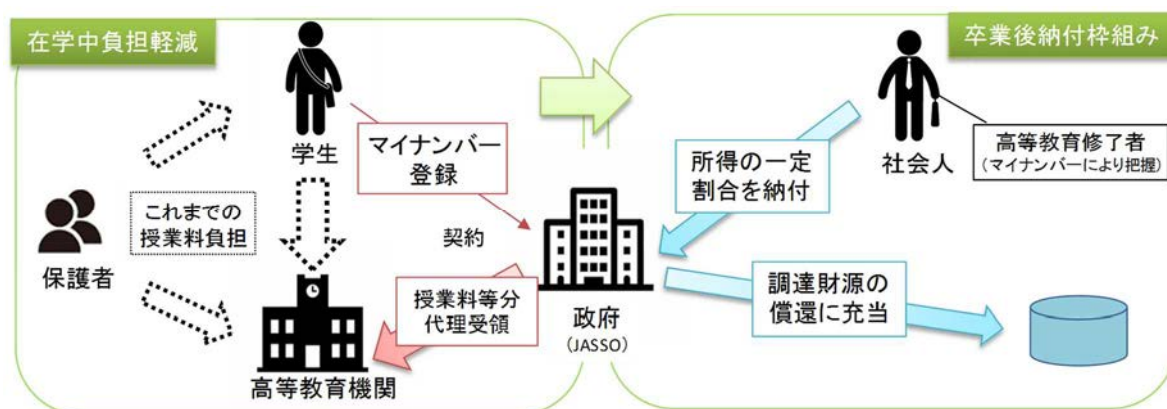 在学中負担軽減
卒業後納付枠組み
学生
マイナンバー
登録
これまでの
授業料負担
保護者
契約
授業料等分
代理受領
高等教育機関
政府
（JASSO）
所得の一定
割合を納付
社会人
高等教育修了者
（マイナンバーにより把握）
調達財源の
償還に充当